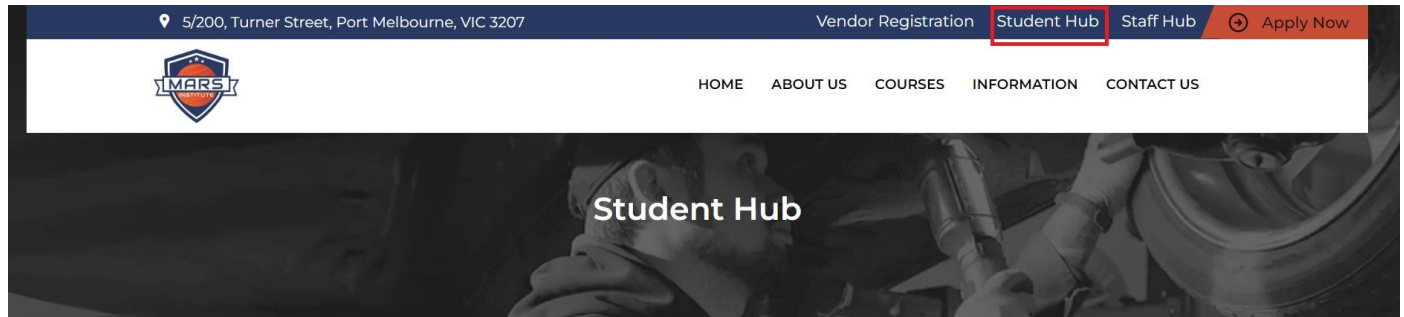 5/200, Turner Street, Port Melbourne, VIC 3207
Vendor Registration Student Hub Staff Hub Apply Now
MARS
INSTITUTE
HOME ABOUT US COURSES INFORMATION CONTACT US
Student Hub